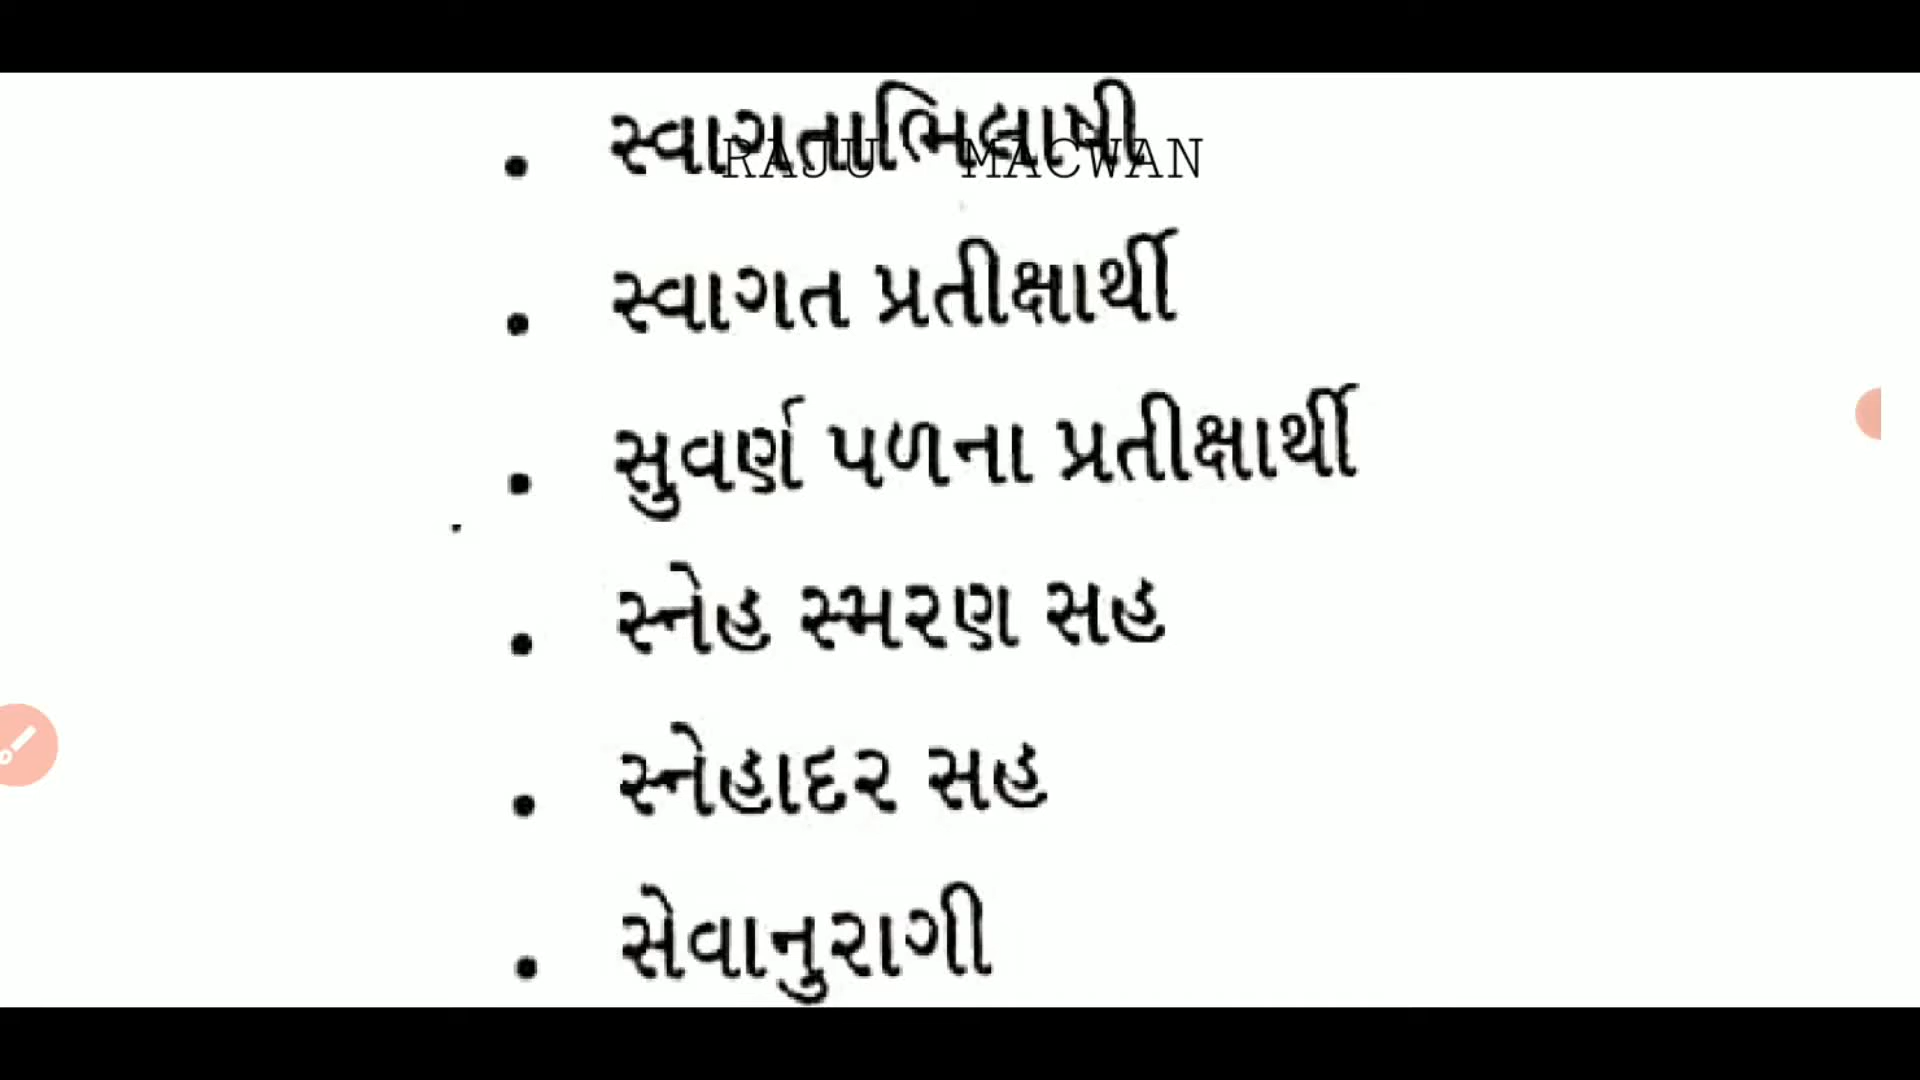 • સ્વાગતાભિલાષી
RAJU MACWAN
• સ્વાગત પ્રતીક્ષાર્થી
• સુવર્ણ પળના પ્રતીક્ષાર્થી
• સ્નેહ સ્મરણ સહ
• સ્નેહાદર સહ
• સેવાનુરાગી